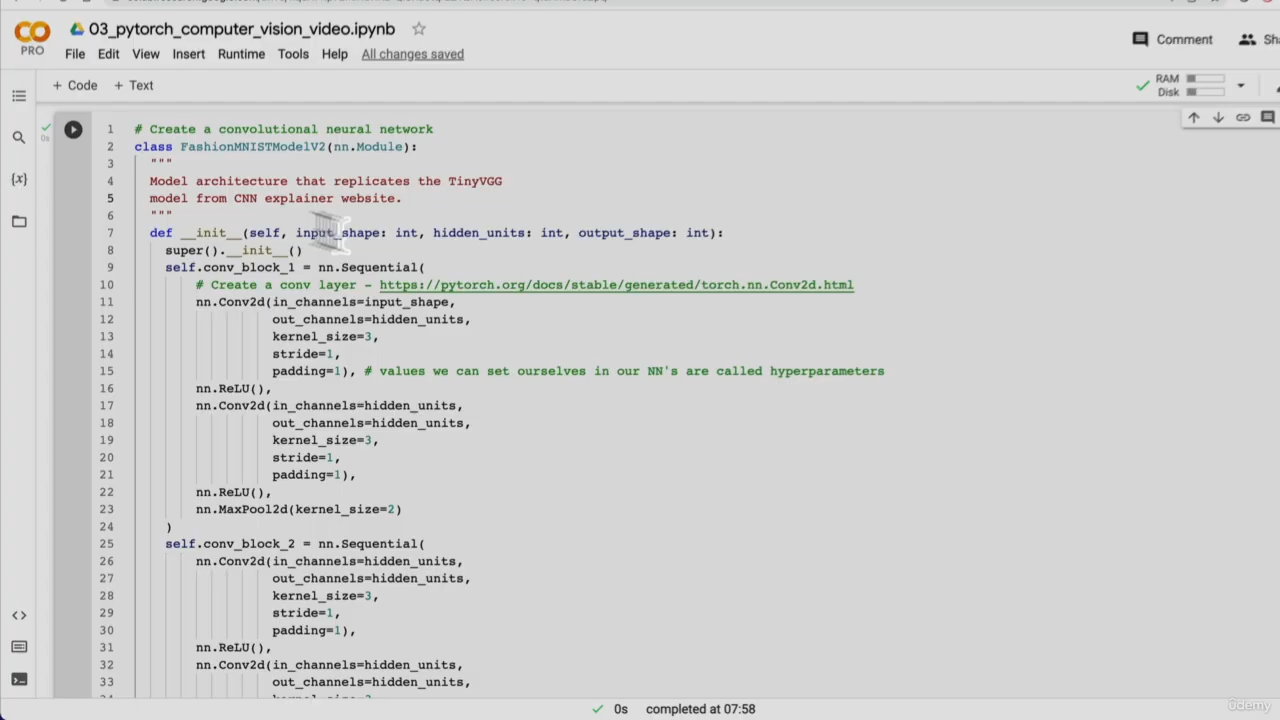 03_pytorch_computer_vision_video.ipynb
PRO
File Edit View Insert Runtime Tools Help All changes saved
Comment
+ Code + Text
RAM
Disk
0s
1 # Create a convolutional neural network
2 class FashionMNISTModelV2(nn.Module):
3 """
4 Model architecture that replicates the TinyVGG
5 model from CNN explainer website.
6 """
7 def __init__(self, input_shape: int, hidden_units: int, output_shape: int):
8 super().__init__()
9 self.conv_block_1 = nn.Sequential(
10 # Create a conv layer - https://pytorch.org/docs/stable/generated/torch.nn.Conv2d.html
11 nn.Conv2d(in_channels=input_shape,
12 out_channels=hidden_units,
13 kernel_size=3,
14 stride=1,
15 padding=1), # values we can set ourselves in our NN's are called hyperparameters
16 nn.ReLU(),
17 nn.Conv2d(in_channels=hidden_units,
18 out_channels=hidden_units,
19 kernel_size=3,
20 stride=1,
21 padding=1),
22 nn.ReLU(),
23 nn.MaxPool2d(kernel_size=2)
24 )
25 self.conv_block_2 = nn.Sequential(
26 nn.Conv2d(in_channels=hidden_units,
27 out_channels=hidden_units,
28 kernel_size=3,
29 stride=1,
30 padding=1),
31 nn.ReLU(),
32 nn.Conv2d(in_channels=hidden_units,
33 out_channels=hidden_units,
{x}
0s completed at 07:58
ûdemy